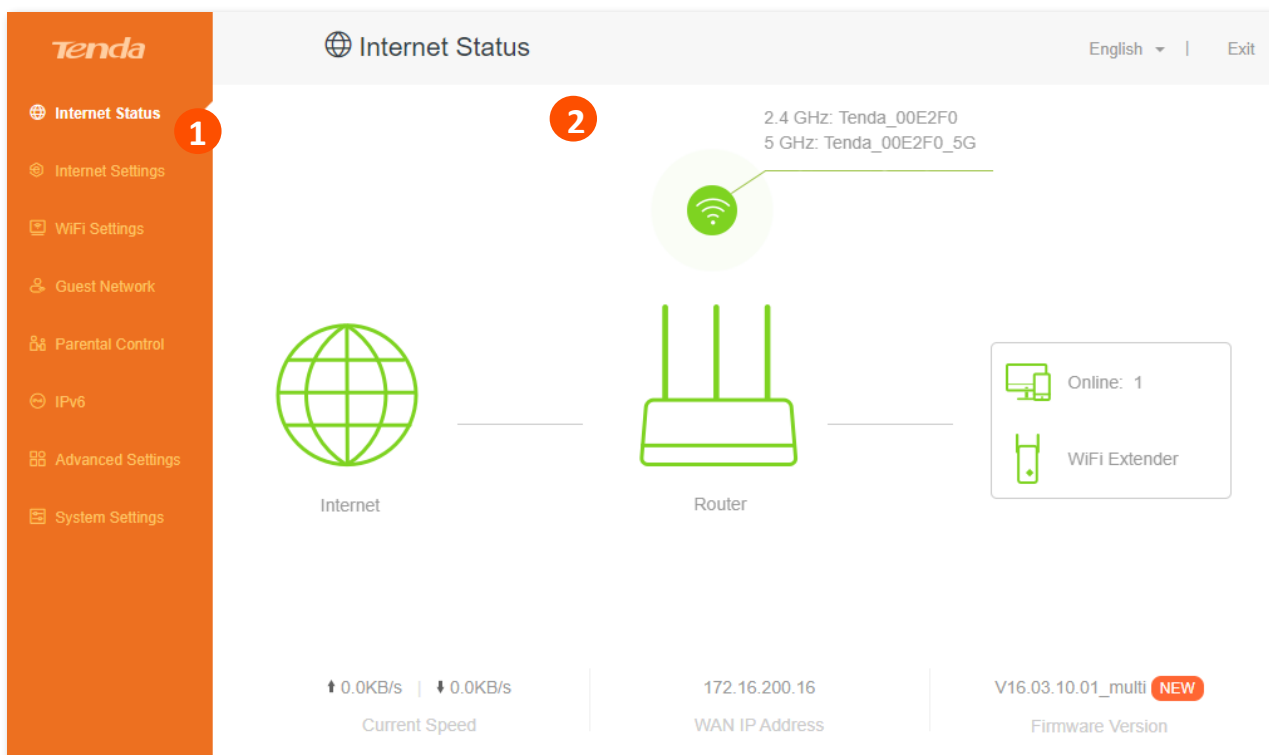 Tenda
Internet Status
English
|
Exit
Internet Status
1
Internet Settings
WiFi Settings
Guest Network
Parental Control
IPv6
Advanced Settings
System Settings
2
2.4 GHz: Tenda_00E2F0
5 GHz: Tenda_00E2F0_5G
Internet
Router
Online: 1
WiFi Extender
0.0KB/s | 0.0KB/s
Current Speed
172.16.200.16
WAN IP Address
V16.03.10.01_multi NEW
Firmware Version